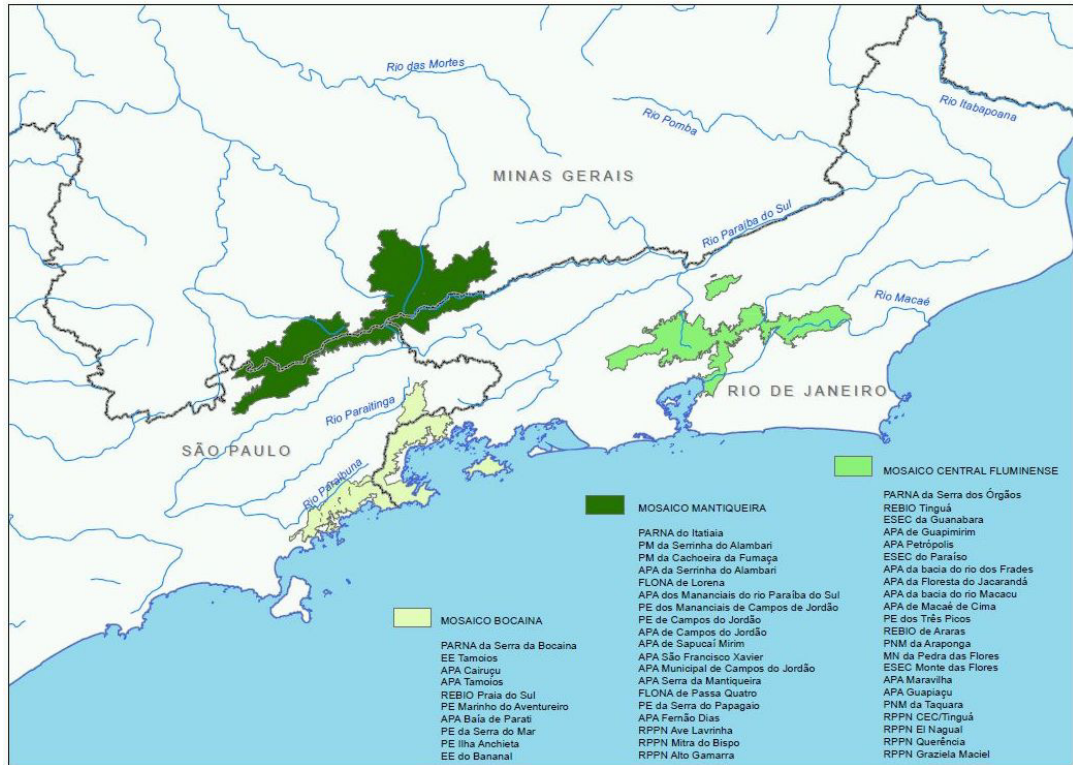 Rio das Mortes
Rio Pomba
Rio Itabapoana
MINAS GERAIS
Rio Paraíba do Sul
Rio Macaé
RIO DE JANEIRO
Rio Paraitinga
SÃO PAULO
Rio Paraibuna
MOSAICO BOCAINA
PARNA da Serra da Bocaina
EE Tamoios
APA Cairuçu
APA Tamoios
REBIO Praia do Sul
PE Marinho do Aventureiro
APA Baía de Parati
PE da Serra do Mar
PE Ilha Anchieta
EE do Bananal
MOSAICO MANTIQUEIRA
PARNA do Itatiaia
PM da Serrinha do Alambari
PM da Cachoeira da Fumaça
APA da Serrinha do Alambari
FLONA de Lorena
APA dos Mananciais do rio Paraíba do Sul
PE dos Mananciais de Campos de Jordão
PE de Campos do Jordão
APA de Campos do Jordão
APA de Sapucaí Mirim
APA São Francisco Xavier
APA Municipal de Campos do Jordão
APA Serra da Mantiqueira
FLONA de Passa Quatro
PE da Serra do Papagaio
APA Fernão Dias
RPPN Ave Lavrinha
RPPN Mitra do Bispo
RPPN Alto Gamarra
MOSAICO CENTRAL FLUMINENSE
PARNA da Serra dos Órgãos
REBIO Tinguá
ESEC da Guanabara
APA de Guapimirim
APA Petrópolis
ESEC do Paraíso
APA da bacia do rio dos Frades
APA da Floresta do Jacarandá
APA da bacia do rio Macacu
APA de Macaé de Cima
PE dos Três Picos
REBIO de Araras
PNM da Araponga
MN da Pedra das Flores
ESEC Monte das Flores
APA Maravilha
APA Guapiaçu
PNM da Taquara
RPPN CEC/Tinguá
RPPN El Nagual
RPPN Querência
RPPN Graziela Maciel